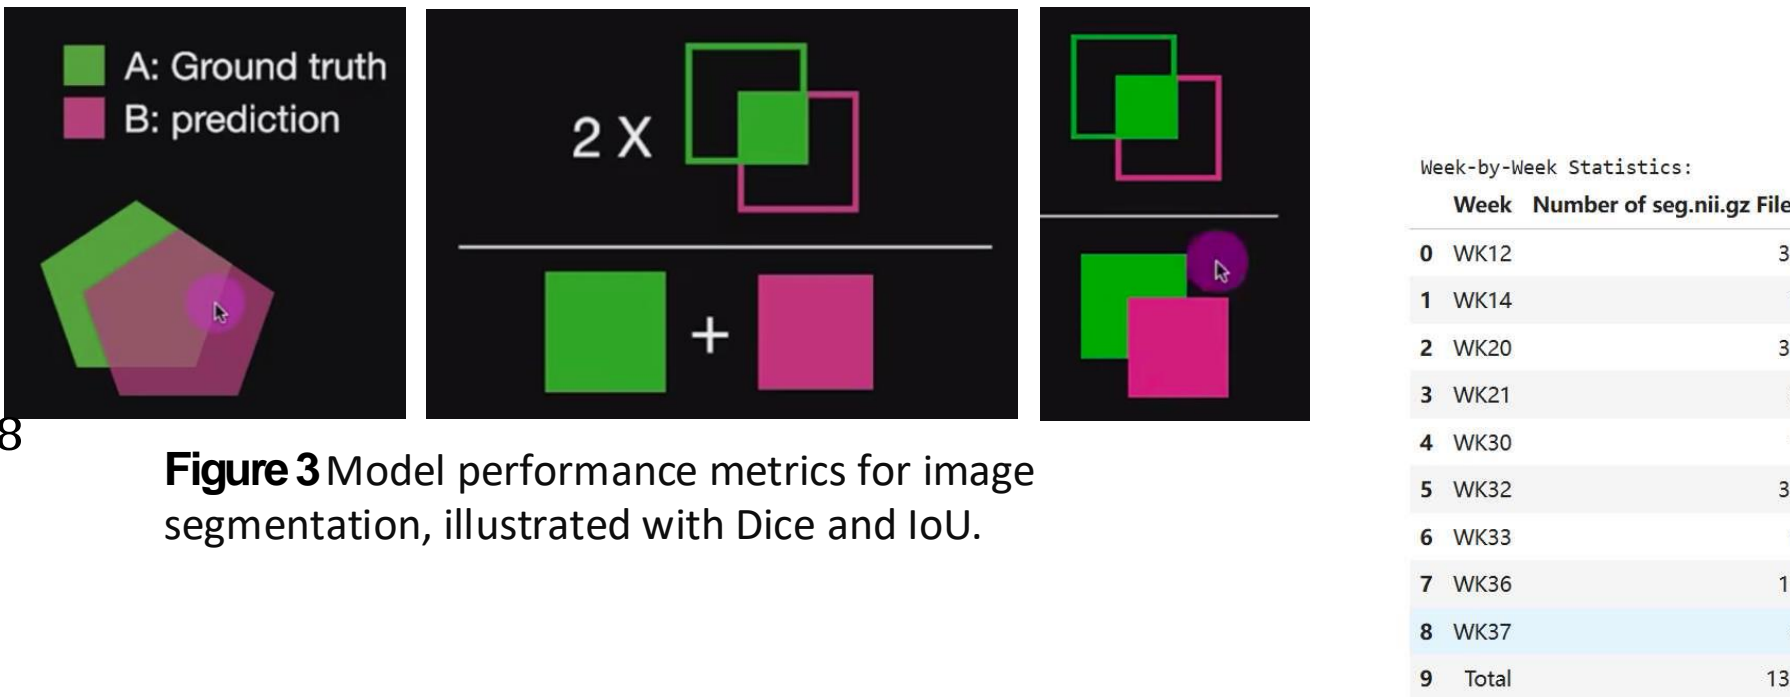 A: Ground truth
B: prediction
2 X
+
8
Figure 3 Model performance metrics for image
segmentation, illustrated with Dice and IoU.
Week-by-Week Statistics:
Week Number of seg.nii.gz File
0 WK12 3
1 WK14
2 WK20 3
3 WK21
4 WK30
5 WK32 3
6 WK33
7 WK36 1
8 WK37
9 Total 13